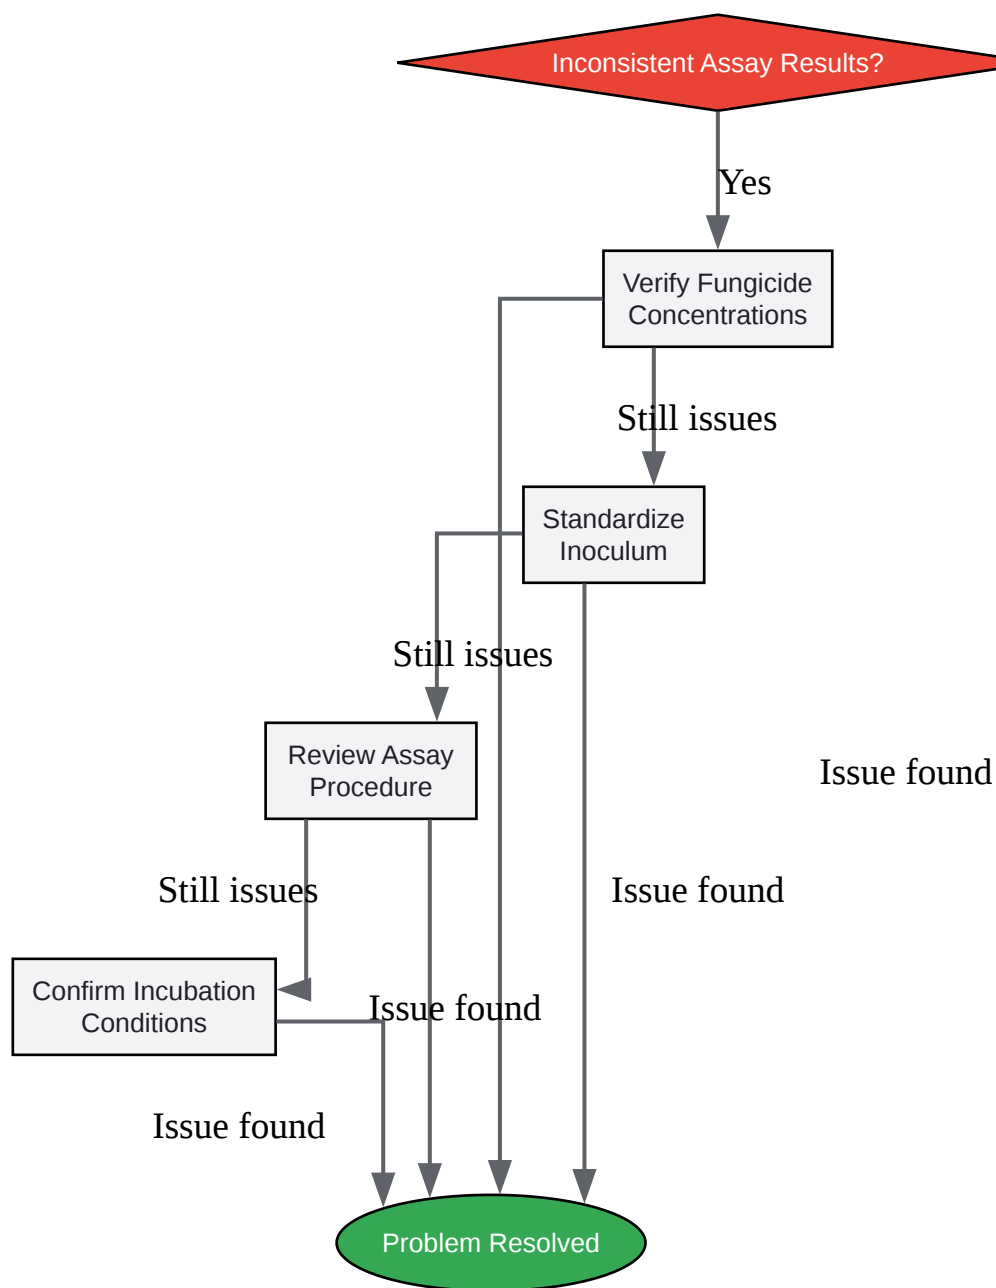 Inconsistent Assay Results?
Yes
Verify Fungicide
Concentrations
Still issues
Standardize
Inoculum
Still issues
Review Assay
Procedure
Issue found
Still issues
Issue found
Confirm Incubation
Conditions
Issue found
Issue found
Problem Resolved